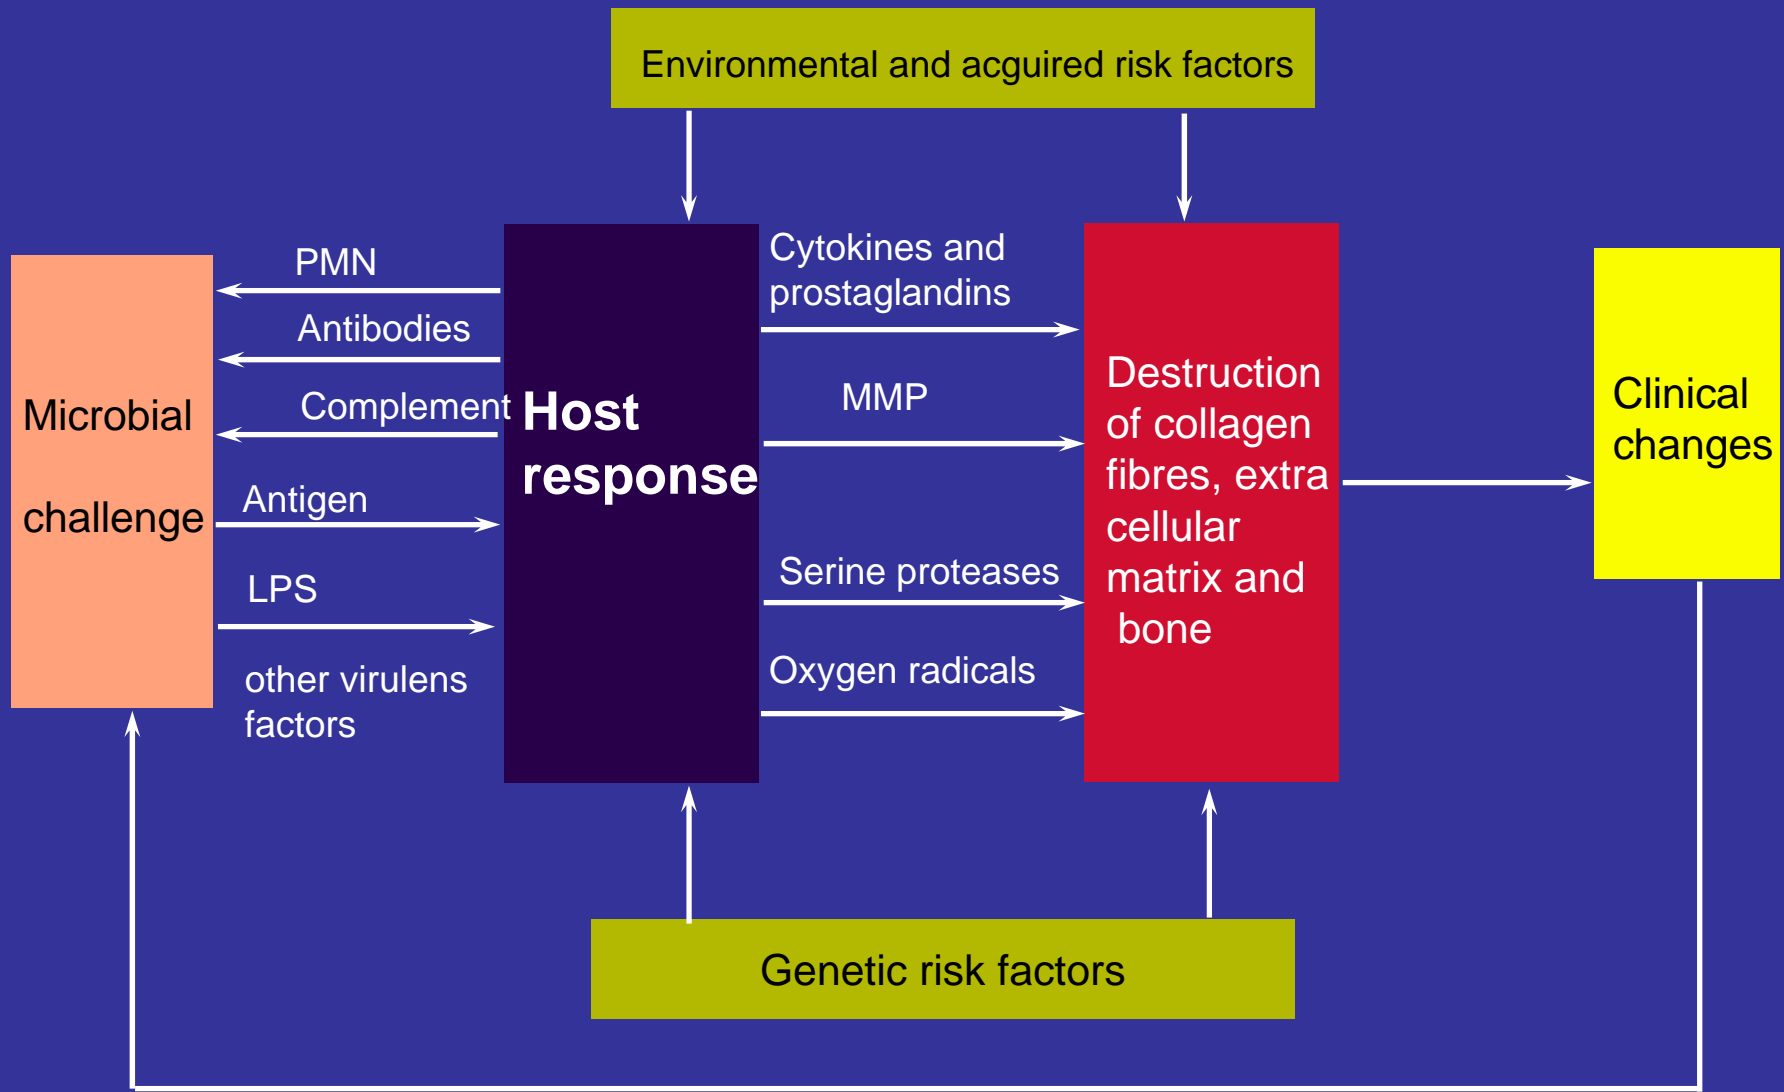 Environmental and acguired risk factors
PMN
Antibodies
Complement
Microbial
challenge
Antigen
LPS
other virulens
factors
Host
response
Cytokines and
prostaglandins
MMP
Serine proteases
Oxygen radicals
Destruction
of collagen
fibres, extra
cellular
matrix and
bone
Clinical
changes
Genetic risk factors